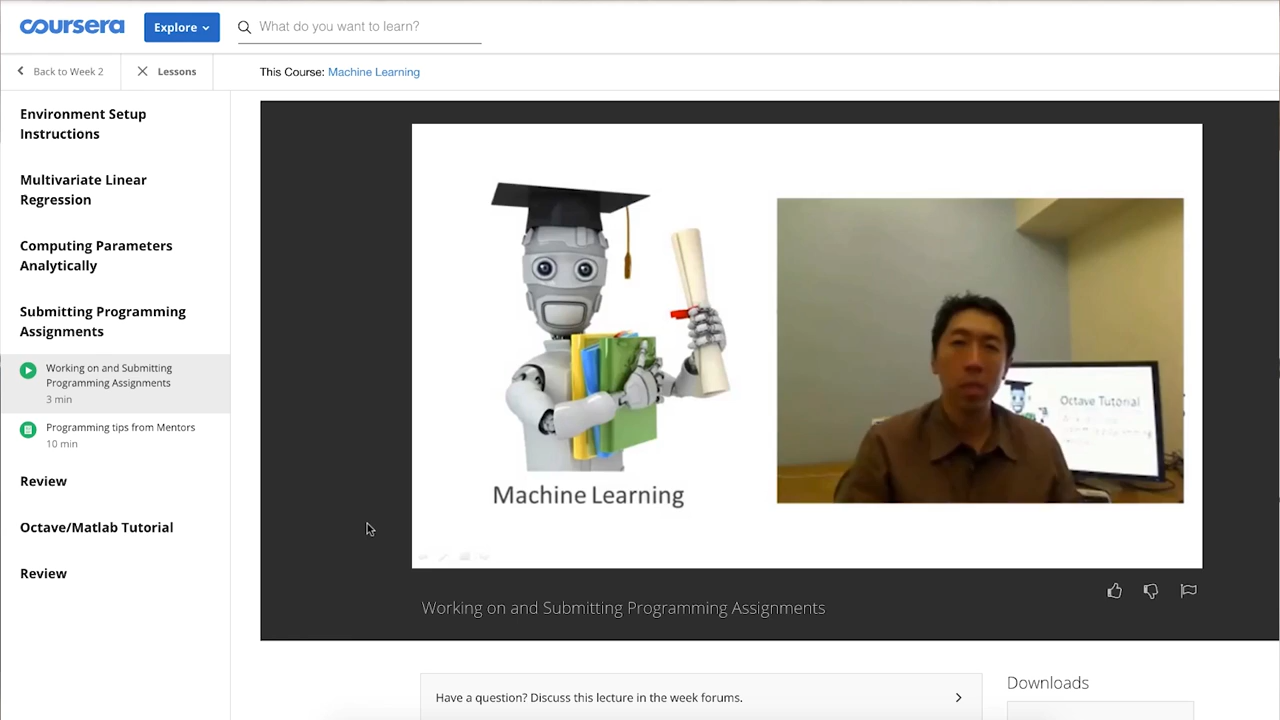 coursera
Explore
What do you want to learn?
Back to Week 2
Lessons
This Course: Machine Learning
Environment Setup
Instructions
Multivariate Linear
Regression
Computing Parameters
Analytically
Submitting Programming
Assignments
Working on and Submitting
Programming Assignments
3 min
Programming tips from Mentors
10 min
Review
Octave/Matlab Tutorial
Review
Machine Learning
Octave Tutorial
Working on and Submitting Programming Assignments
Have a question? Discuss this lecture in the week forums.
Downloads